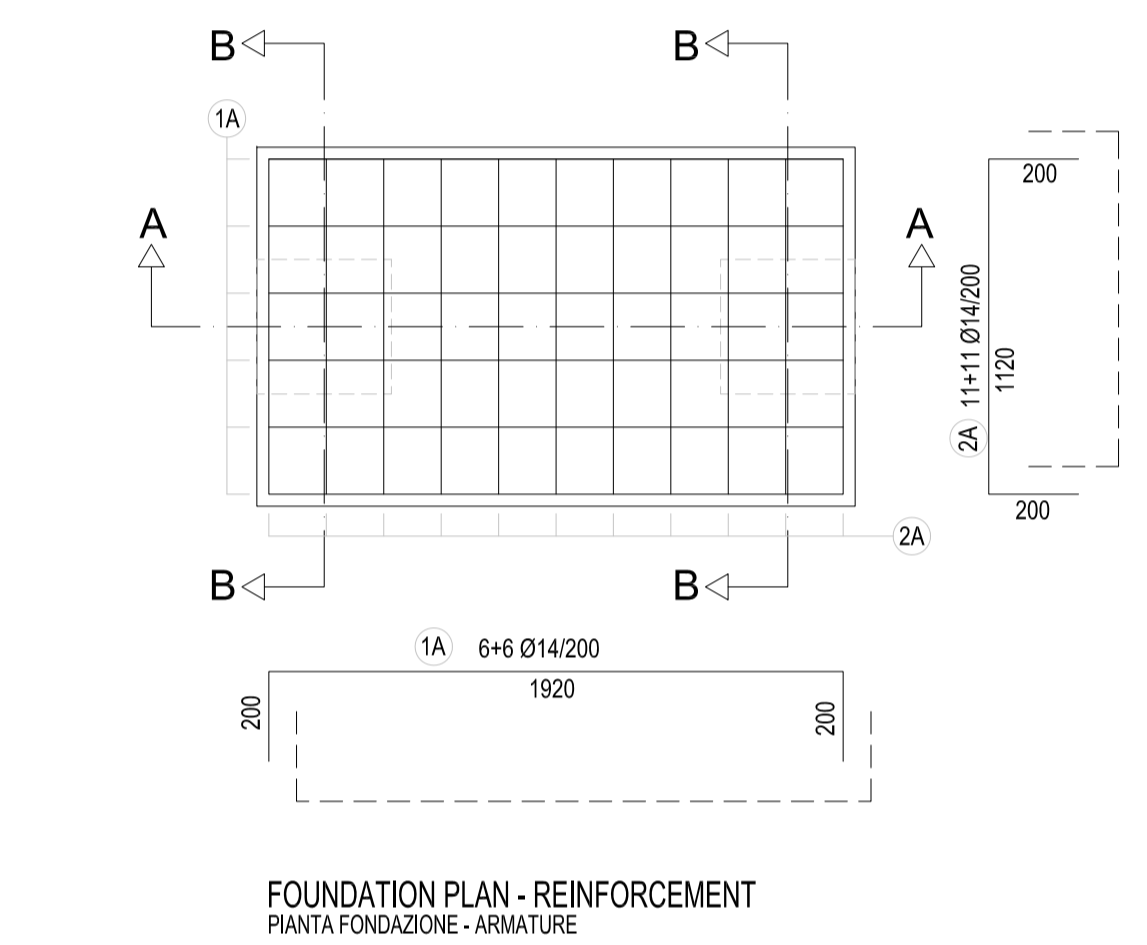 B B
1A
A A
200
2A 11+11 Ø14/200
1120
200
2A
B B
1A 6+6 Ø14/200
1920
200 200
FOUNDATION PLAN - REINFORCEMENT
PIANTA FONDAZIONE - ARMATURE